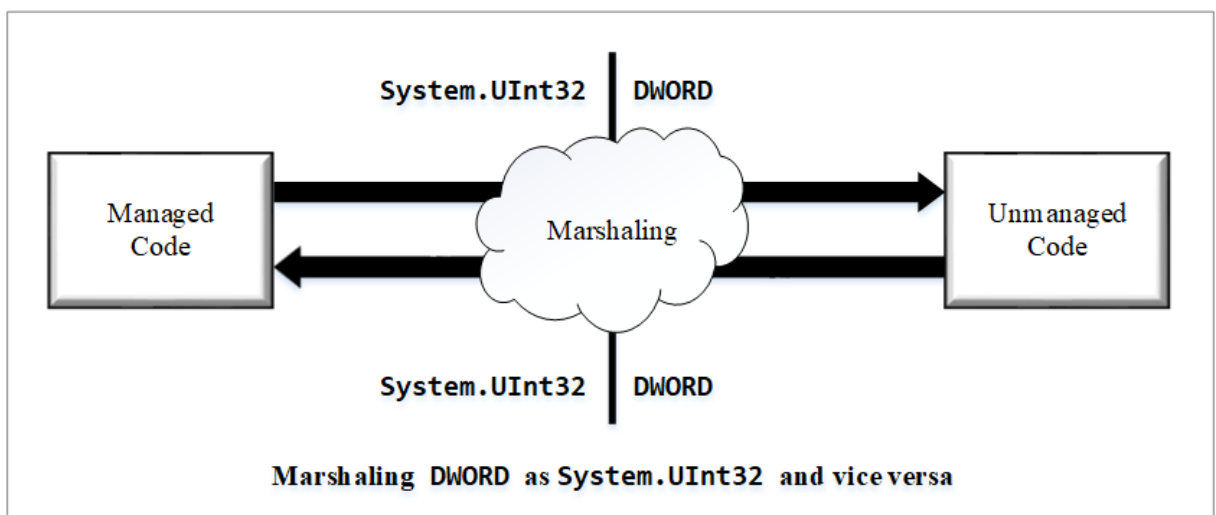 System.UInt32 DWORD
Managed
Code
Marshaling
Unmanaged
Code
System.UInt32 DWORD
Marshaling DWORD as System.UInt32 and vice versa